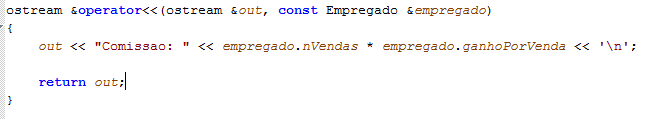 ostream &operator<<(ostream &out, const Empregado &empregado)
{
out << "Comissao: " << empregado.nVendas * empregado.ganhoPorVenda << '\n';
return out;
}